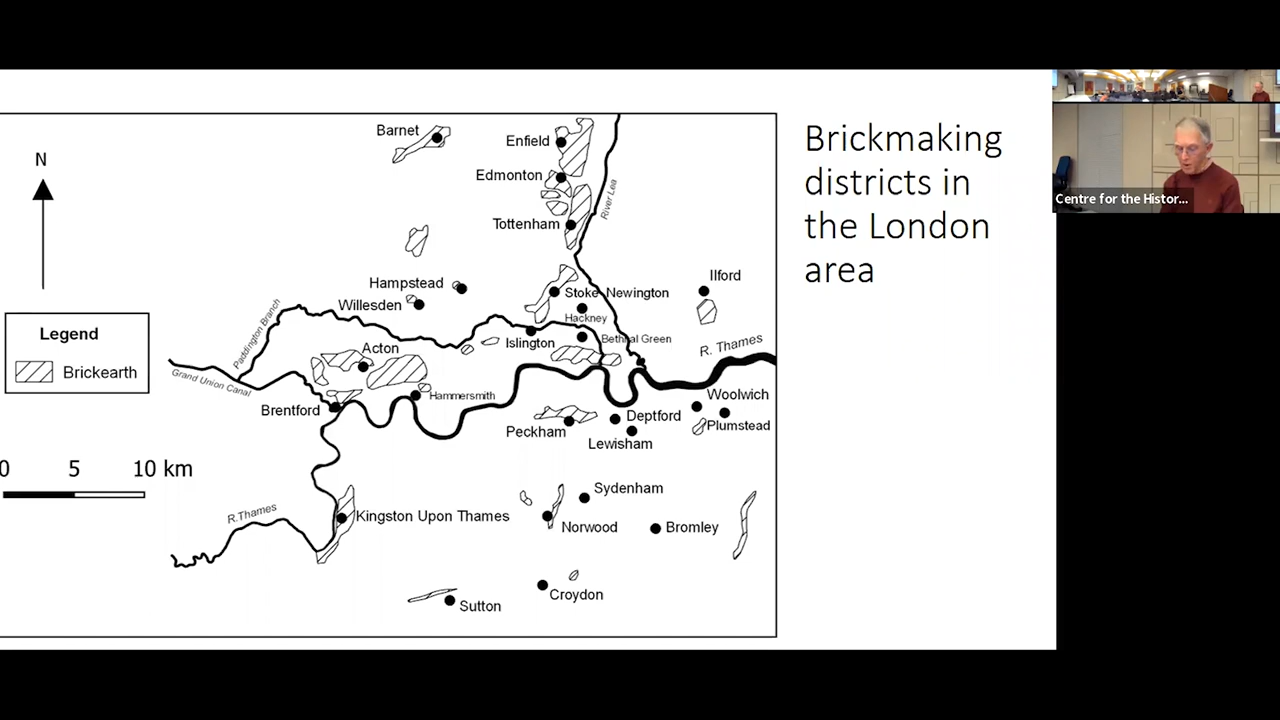 Brickmaking
districts in
the London
area
Centre for the Histor...
N
Legend
Brickearth
0 5 10 km
Barnet
Enfield
Edmonton
River Lea
Tottenham
Hampstead
Willesden
Stoke Newington
Hackney
Ilford
Paddington Branch
Islington
Bethnal Green
R. Thames
Acton
Grand Union Canal
Hammersmith
Brentford
Woolwich
Deptford
Plumstead
Peckham
Lewisham
Sydenham
R.Thames
Kingston Upon Thames
Norwood
Bromley
Croydon
Sutton